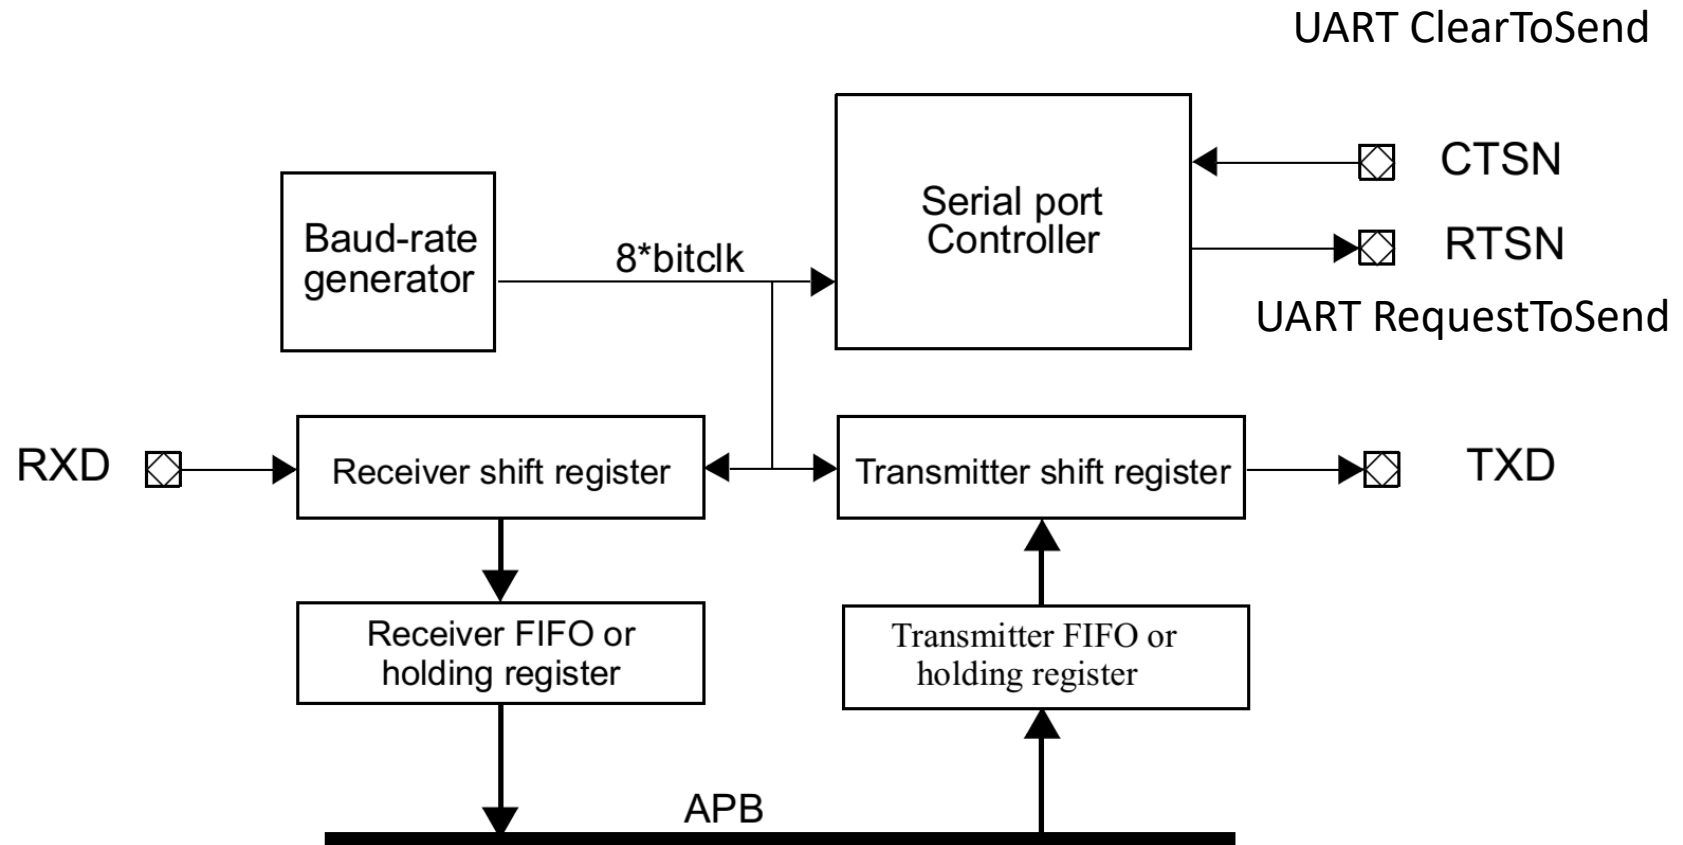 UART ClearToSend
CTSN
Serial port
Controller
Baud-rate
generator
8*bitclk
RTSN
UART RequestToSend
RXD
Receiver shift register
Transmitter shift register
TXD
Receiver FIFO or
holding register
Transmitter FIFO or
holding register
APB